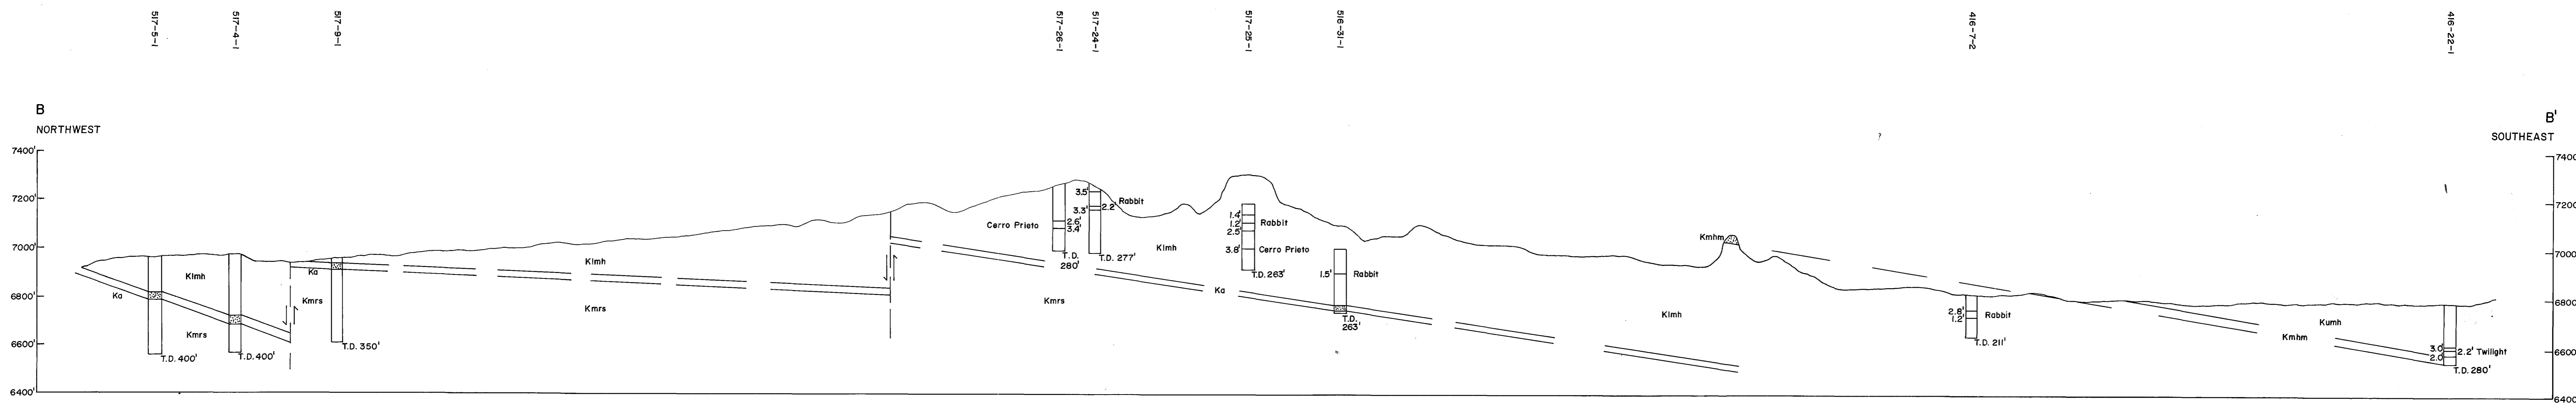 517-5-1
517-4-1
517-9-1
517-26-1
517-24-1
517-25-1
516-31-1
416-7-2
416-22-1
B
NORTHWEST
B'
SOUTHEAST
7400'
7200'
7000'
6800'
6600'
6400'
Ka
Klmh
Kmrs
T.D. 400'
T.D. 400'
Ka
Kmrs
T.D. 350'
Klmh
Kmrs
Cerro Prieto
2.6'
3.4'
T.D.
280'
3.5'
3.3'
2.2'
Rabbit
T.D. 277'
Kmrs
Klmh
Ka
1.4'
1.2'
2.5'
Rabbit
3.8'
Cerro Prieto
T.D. 263'
1.5'
Rabbit
T.D.
263'
Klmh
Kmhm
2.8'
1.2'
Rabbit
T.D. 211'
Kumh
Kmhm
3.0'
2.2' Twilight
2.0'
T.D. 280'
7400
7200
7000
6800
6600
6400